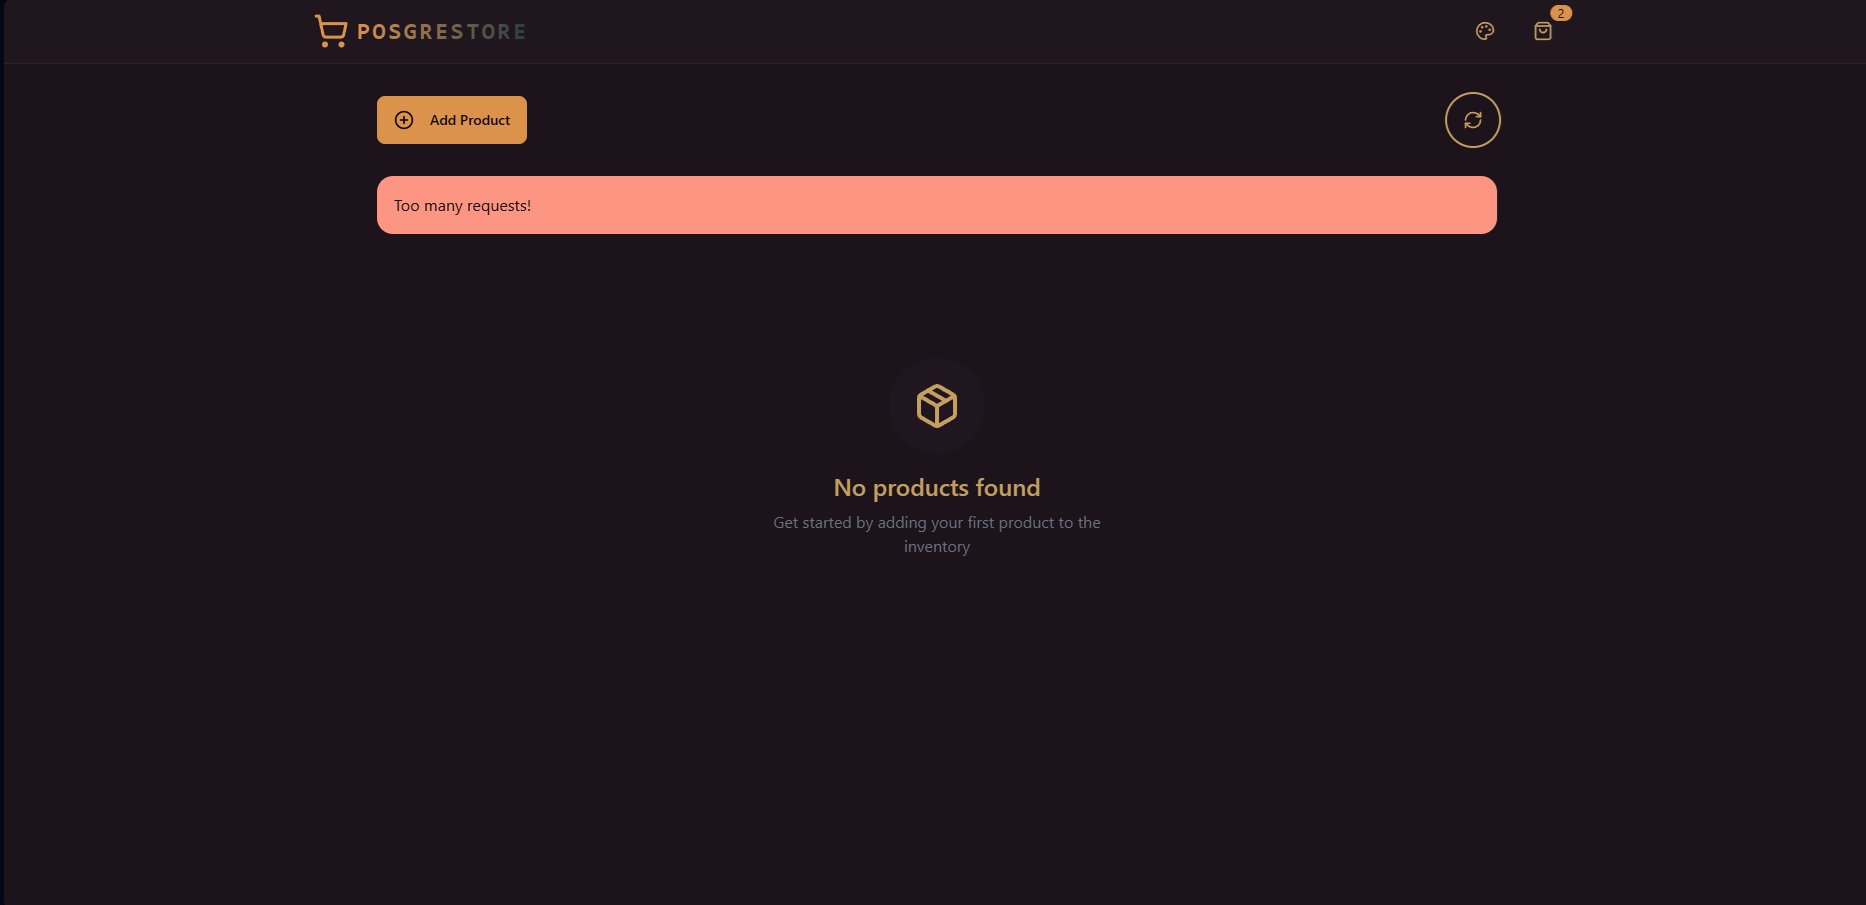 POSGRESTORE
2
Add Product
Too many requests!
No products found
Get started by adding your first product to the
inventory